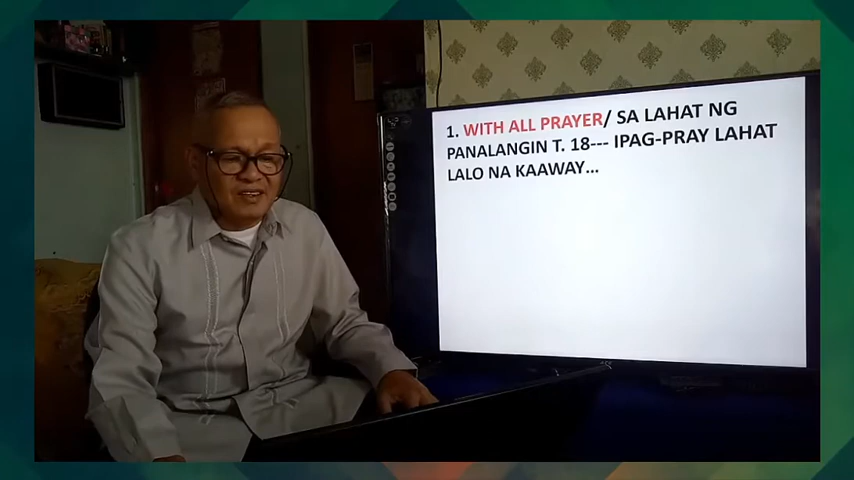 1. WITH ALL PRAYER/ SA LAHAT NG
PANALANGIN T. 18--- IPAG-PRAY LAHAT
LALO NA KAAWAY...